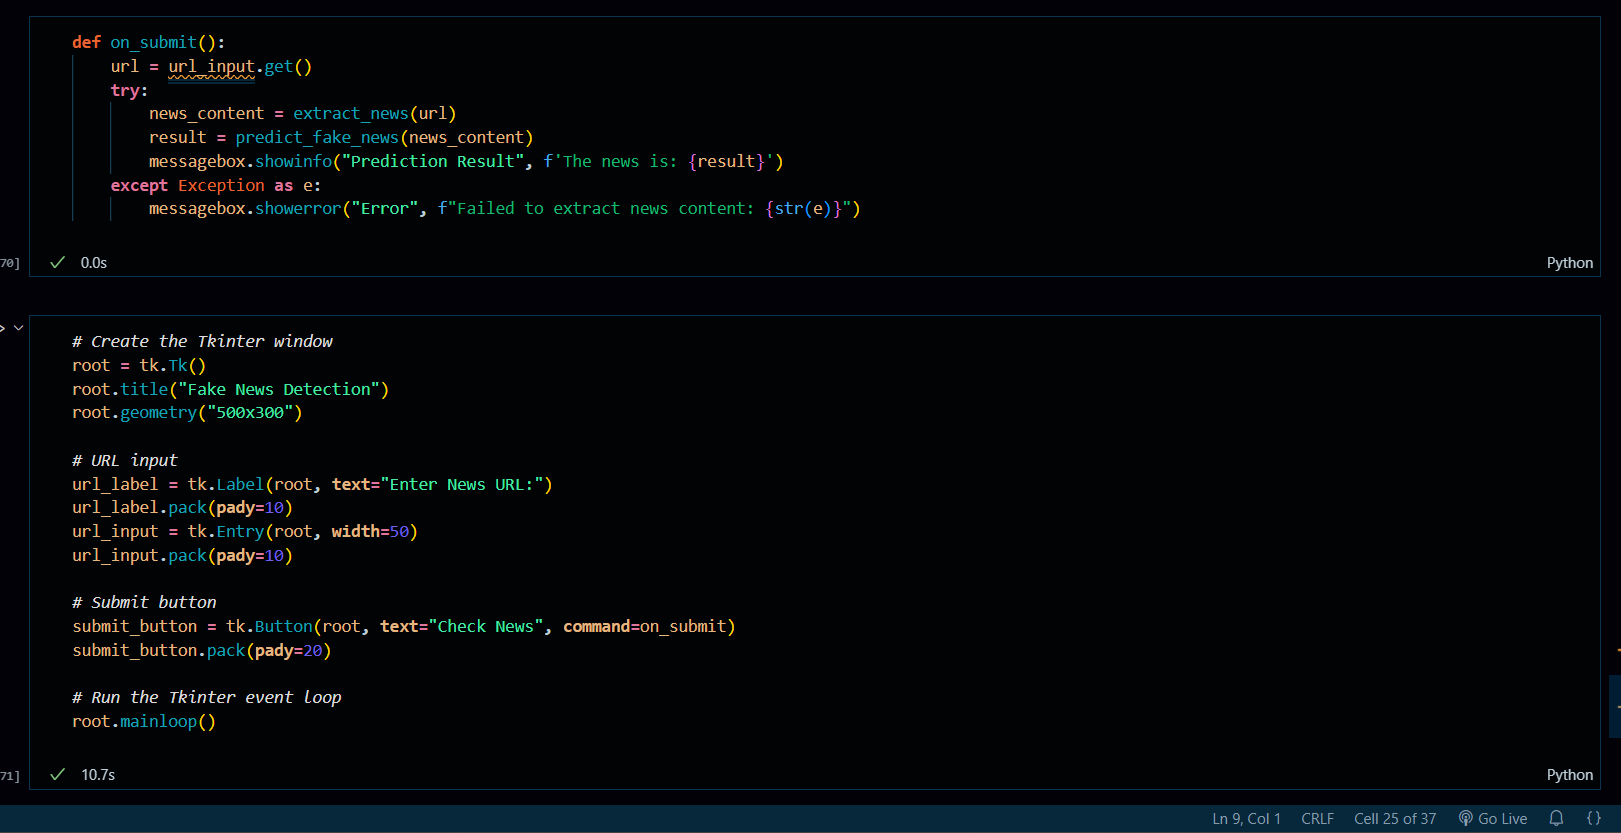 def on_submit():
    url = url_input.get()
    try:
        news_content = extract_news(url)
        result = predict_fake_news(news_content)
        messagebox.showinfo("Prediction Result", f'The news is: {result}')
    except Exception as e:
        messagebox.showerror("Error", f"Failed to extract news content: {str(e)}")
70] 0.0s Python
# Create the Tkinter window
root = tk.Tk()
root.title("Fake News Detection")
root.geometry("500x300")
# URL input
url_label = tk.Label(root, text="Enter News URL:")
url_label.pack(pady=10)
url_input = tk.Entry(root, width=50)
url_input.pack(pady=10)
# Submit button
submit_button = tk.Button(root, text="Check News", command=on_submit)
submit_button.pack(pady=20)
# Run the Tkinter event loop
root.mainloop()
71] 10.7s Python
Ln 9, Col 1 CRLF Cell 25 of 37 Go Live {}